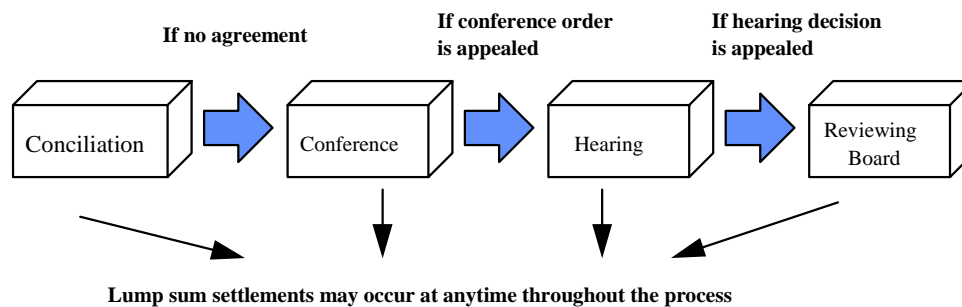 If no agreement
If conference order
is appealed
If hearing decision
is appealed
Conciliation
Conference
Hearing
Reviewing
Board
Lump sum settlements may occur at anytime throughout the process